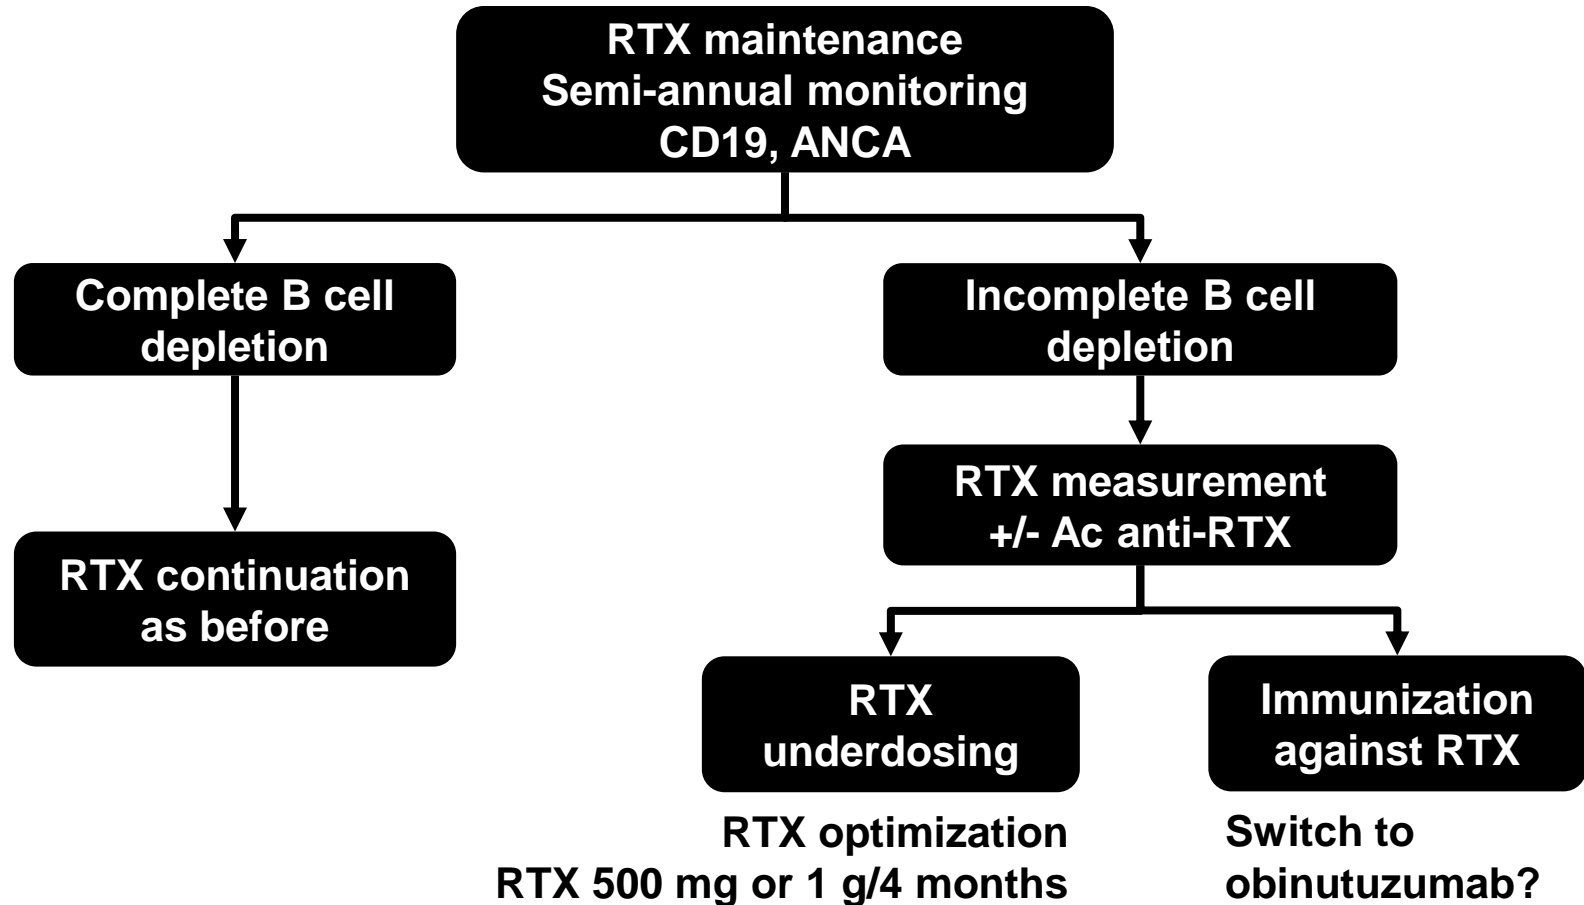 RTX maintenance
Semi-annual monitoring
CD19, ANCA
Complete B cell
depletion
Incomplete B cell
depletion
RTX measurement
+/- Ac anti-RTX
RTX continuation
as before
RTX
underdosing
Immunization
against RTX
RTX optimization
RTX 500 mg or 1 g/4 months
Switch to
obinutuzumab?